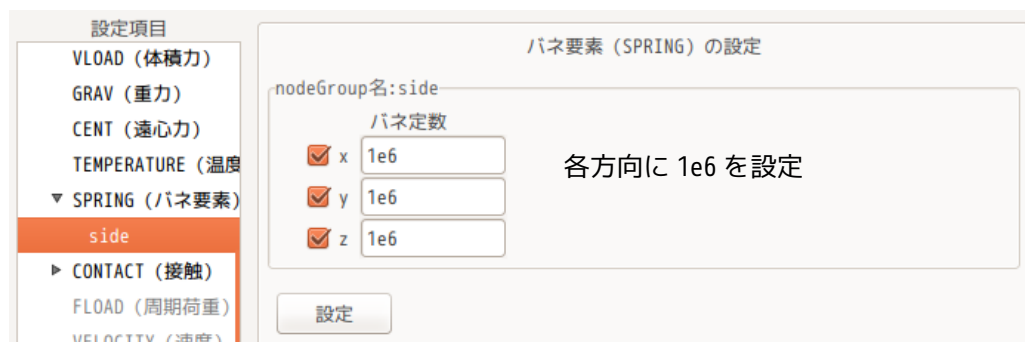 設定項目
VLOAD (体積力)
GRAV (重力)
CENT (遠心力)
TEMPERATURE (温度
▼ SPRING (バネ要素)
side
▶ CONTACT (接触)
FLOAD (周期荷重)
VELOCITY (速度)
バネ要素 (SPRING) の設定
nodeGroup名:side
バネ定数
x 1e6
y 1e6
z 1e6
各方向に 1e6 を設定
設定